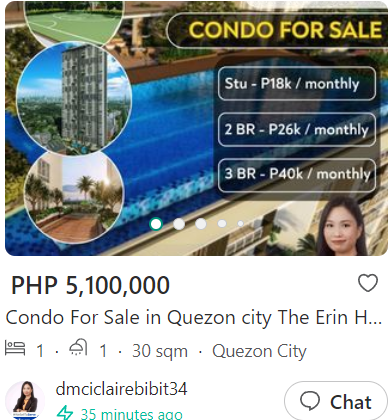 CONDO FOR SALE
Stu - P18k / monthly
2 BR - P26k / monthly
3 BR - P40k / monthly
PHP 5,100,000
Condo For Sale in Quezon city The Erin H...
1 · 1 · 30 sqm · Quezon City
dmciclairebibit34
35 minutes ago
Chat